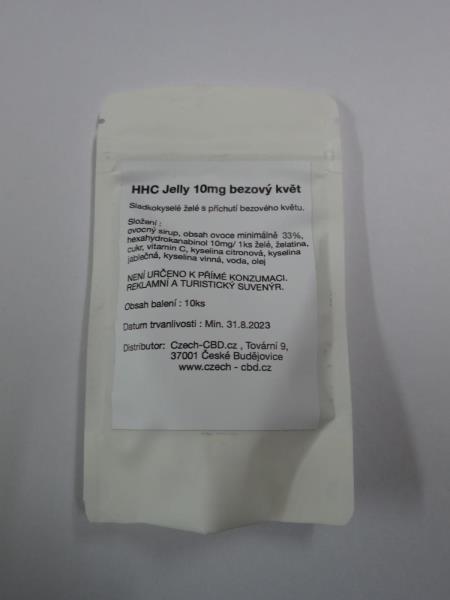 HHC Jelly 10mg bezový květ
Sladkokyselé želé s příchutí bezového květu.
Složení :
ovocný sirup, obsah ovoce minimálně 33%,
hexahydrokanabinol 10mg/ 1ks želé, želatina,
cukr, vitamín C, kyselina citronová, kyselina
jablečná, kyselina vinná, voda, olej
NENÍ URČENO K PŘÍMÉ KONZUMACI.
REKLAMNÍ A TURISTICKÝ SUVENÝR.
Obsah balení : 10ks
Datum trvanlivosti : Min. 31.8.2023
Distributor: Czech-CBD.cz , Tovární 9,
37001 České Budějovice
www.czech - cbd.cz